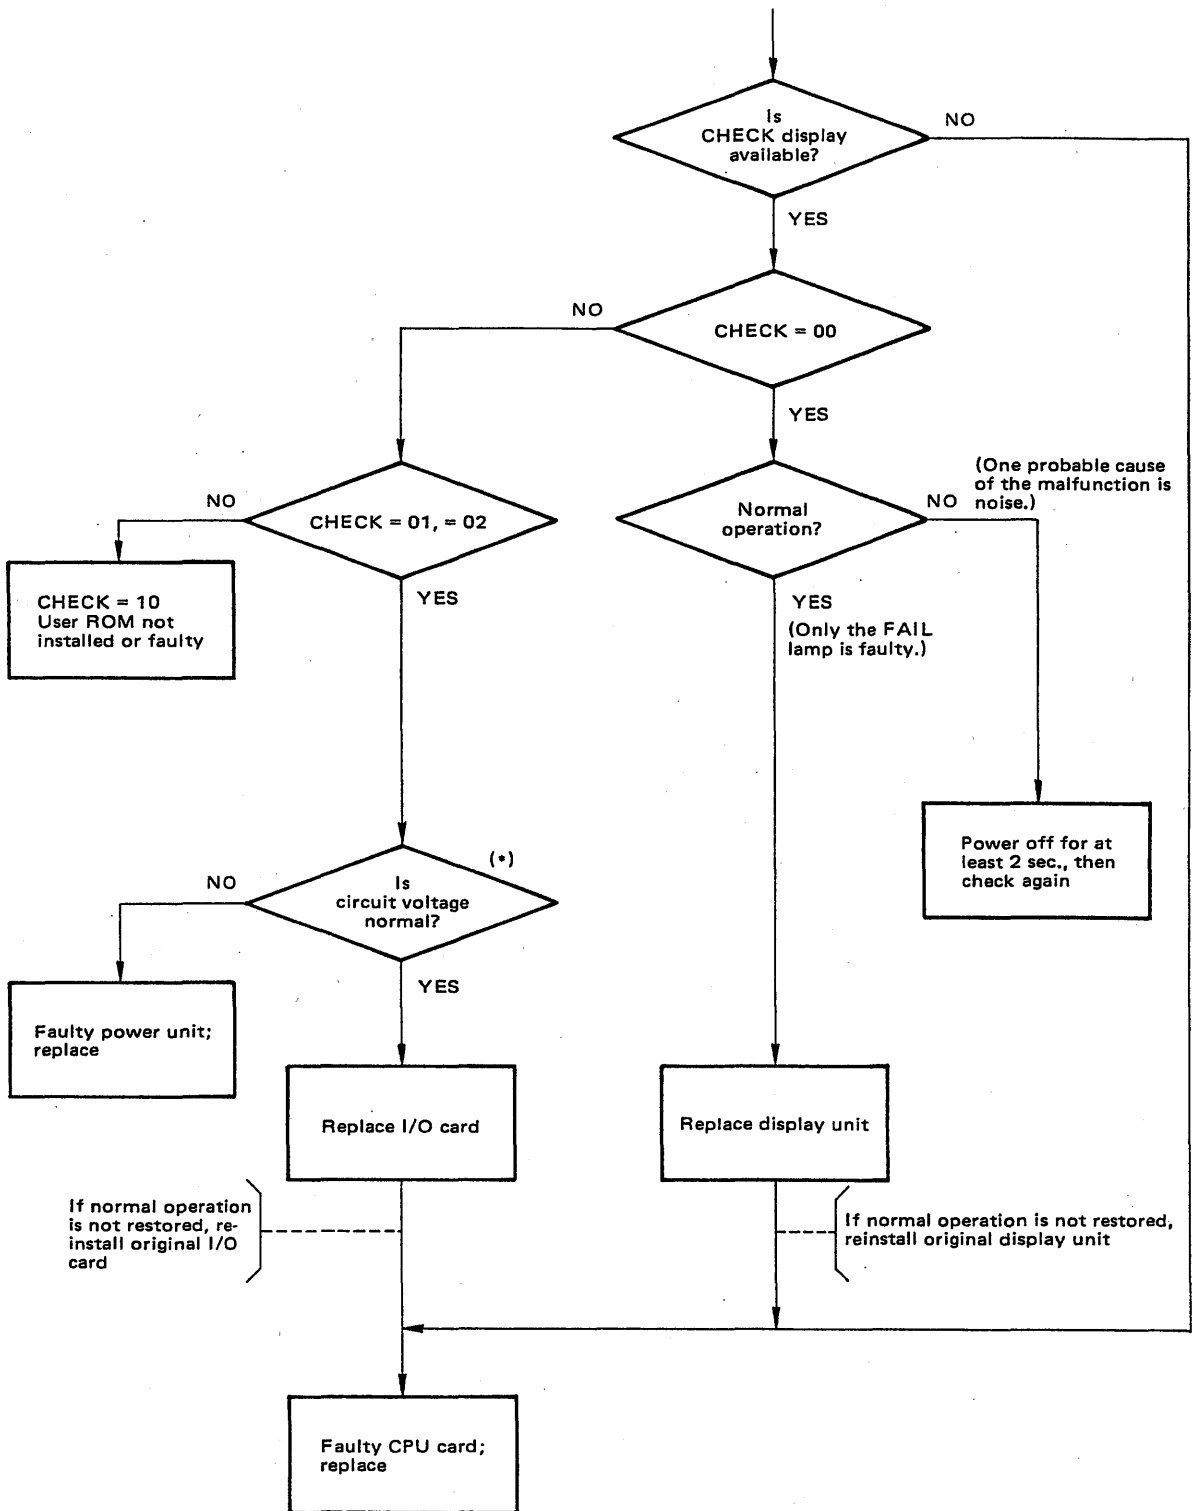 Is
CHECK display
available?
NO
YES
NO
CHECK = 00
YES
NO
CHECK = 01, = 02
Normal
operation?
NO
(One probable cause
of the malfunction is
noise.)
CHECK = 10
User ROM not
installed or faulty
YES
YES
(Only the FAIL
lamp is faulty.)
Power off for at
least 2 sec., then
check again
(*)
NO
Is
circuit voltage
normal?
YES
Faulty power unit;
replace
Replace I/O card
Replace display unit
If normal operation
is not restored, re-
install original I/O
card
If normal operation is not restored,
reinstall original display unit
Faulty CPU card;
replace